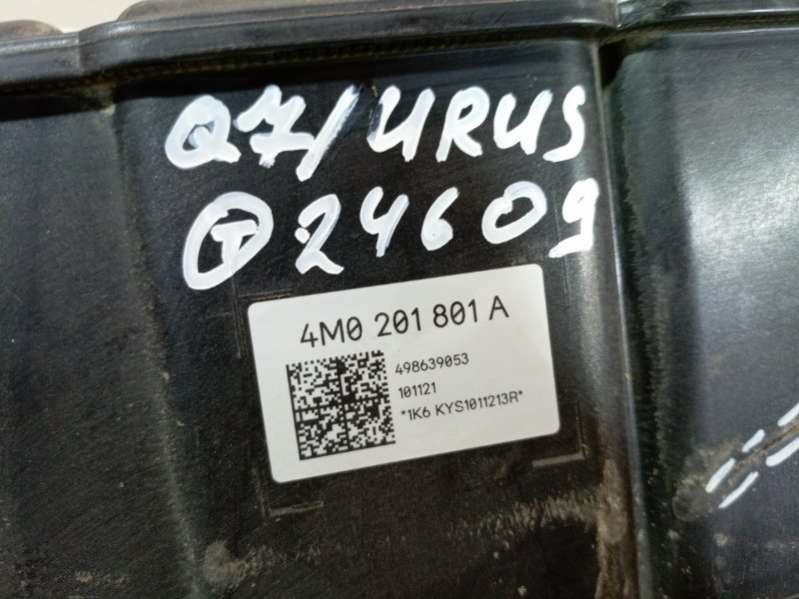 Q7/URUS
T 24609
4M0 201 801 A
498639053
101121
*1K6 KYS1011213R*